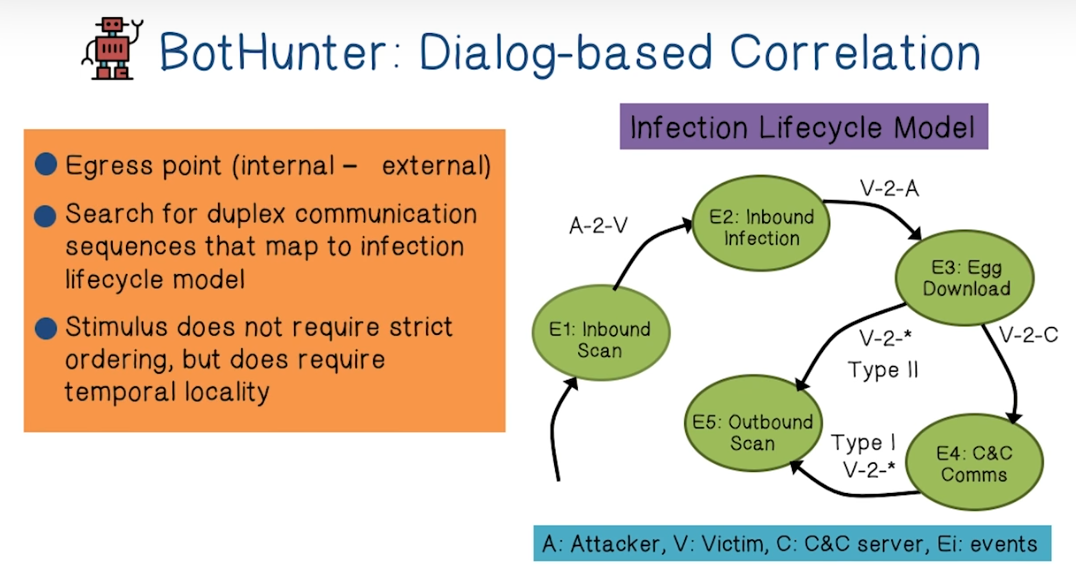 BotHunter: Dialog-based Correlation
Infection Lifecycle Model
Egress point (internal – external)
Search for duplex communication
sequences that map to infection
lifecycle model
Stimulus does not require strict
ordering, but does require
temporal locality
E1: Inbound
Scan
A-2-V
E2: Inbound
Infection
V-2-A
E3: Egg
Download
V-2-*
Type II
V-2-C
E5: Outbound
Scan
Type I
V-2-*
E4: C&C
Comms
A: Attacker, V: Victim, C: C&C server, Ei: events